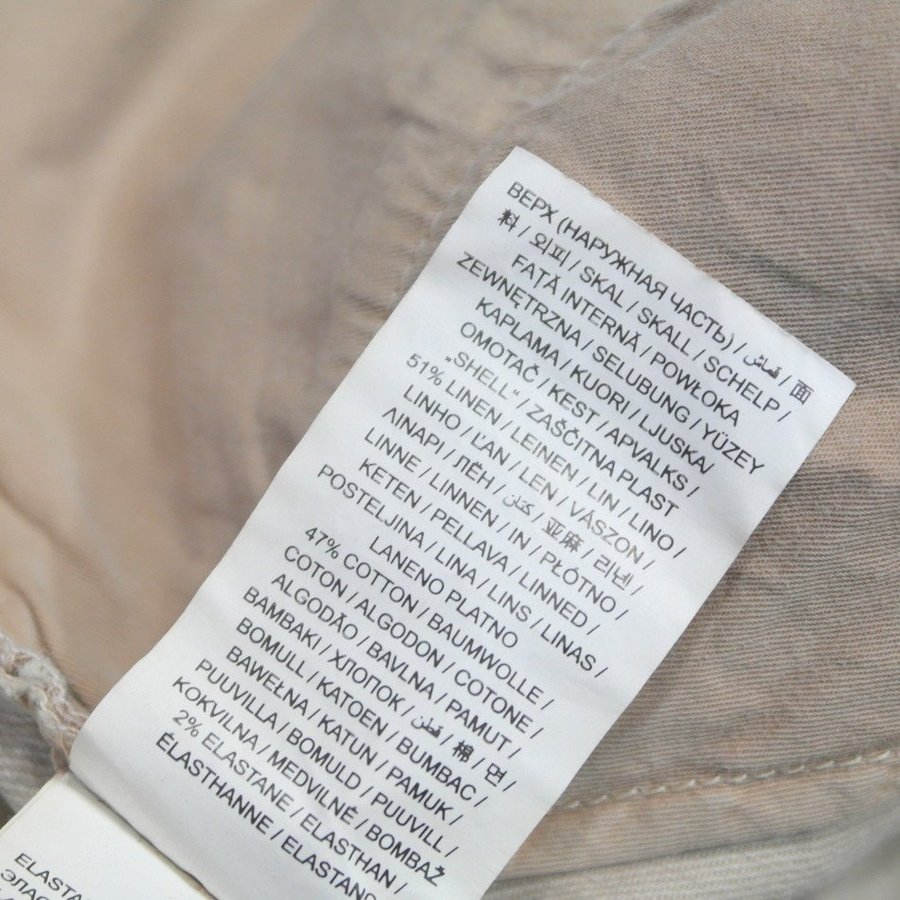 ВЕРХ (НАРУЖНАЯ ЧАСТЬ) / قماش / 面
料 / 외피 / SKAL / SKALL / SCHELP /
FAȚĂ INTERNĂ / POWŁOKA
ZEWNĘTRZNA / SELUBUNG / YÜZEY
KAPLAMA / KUORI / LJUSKA/
OMOTAČ / KEST / APVALKS /
„SHELL“ / ZAŠČITNA PLAST
51% LINEN / LEINEN / LIN / LINO /
LINHO / ĽAN / LEN / VÁSZON /
ΛΙΝΑΡΙ / ЛЁН / كتان / 亚麻 / 리넨 /
LINNE / LINNEN / IN / PŁÓTNO /
KETEN / PELLAVA / LINNED /
POSTELJINA / LINA / LINS / LINAS /
LANENO PLATNO
47% COTTON / BAUMWOLLE /
COTON / ALGODON / COTONE /
ALGODÃO / BAVLNA / PAMUT /
BAMBAKI / ХЛОПОК / قطن / 棉 / 면 /
BOMULL / KATOEN / BUMBAC /
BAWEŁNA / KATUN / PAMUK /
PUUVILLA / BOMULD / PUUVILL /
KOKVILNA / MEDVILNĖ / BOMBAŽ
2% ELASTANE / ELASTHAN /
ÉLASTHANNE / ELASTANO
ELASTA
ЭЛАС